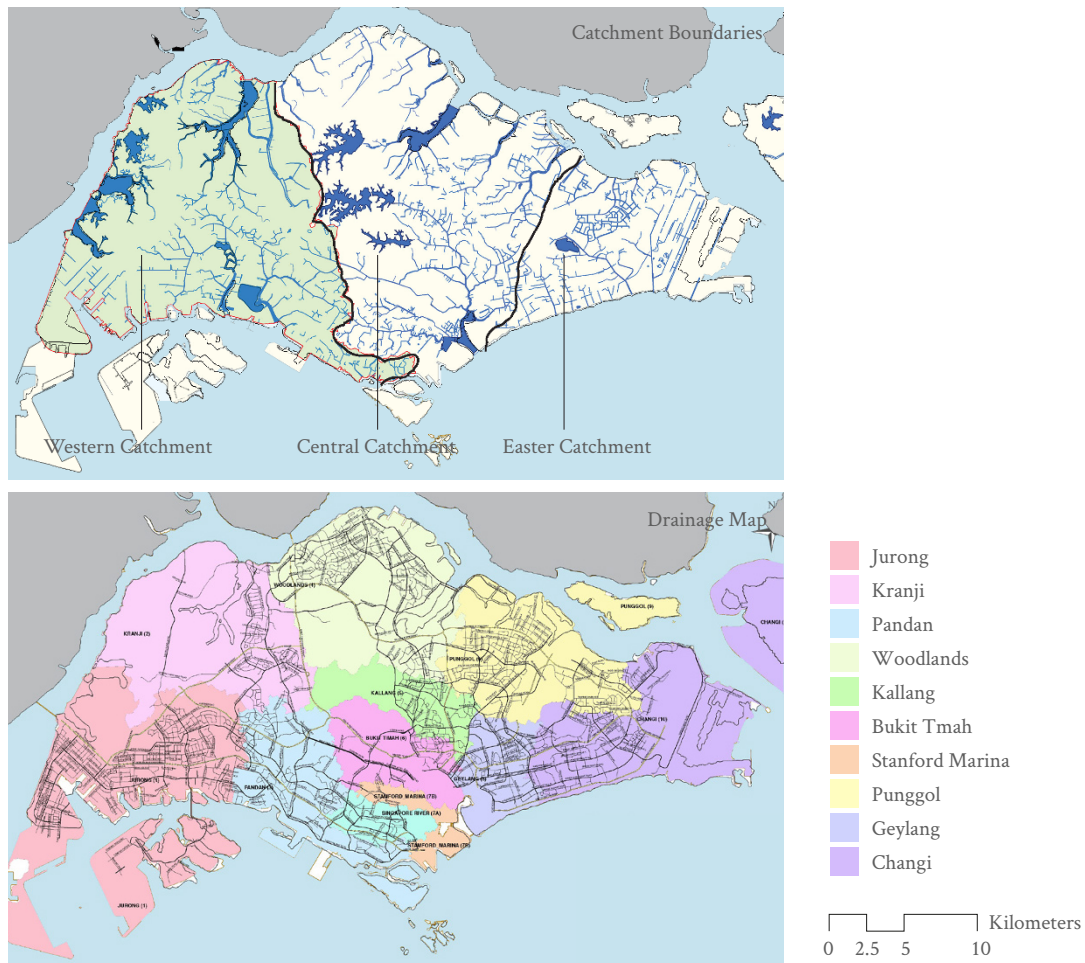 Catchment Boundaries
Western Catchment
Central Catchment
Easter Catchment
Drainage Map
N
WOODLANDS (4)
PUNGGOL (9)
KRANJI (2)
CHANGI (
PUNGGOL (9)
KALLANG (5)
CHANGI (10)
BUKIT TMAH (6)
JURONG (1)
PANDAN (3)
GEYLANG (8)
STAMFORD MARINA (7B)
SINGAPORE RIVER (7A)
STAMFORD MARINA (7B)
JURONG (1)
Jurong
Kranji
Pandan
Woodlands
Kallang
Bukit Tmah
Stanford Marina
Punggol
Geylang
Changi
Kilometers
0 2.5 5 10